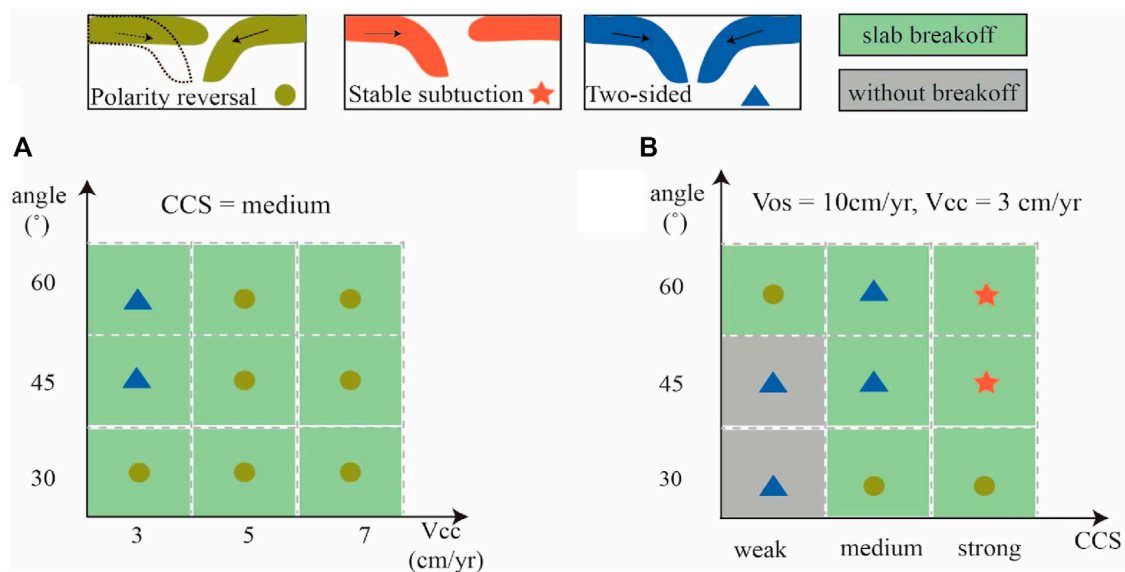 Polarity reversal
Stable subtuction
Two-sided
slab breakoff
without breakoff
A
angle
(°)
CCS = medium
60
45
30
3
5
7
Vcc
(cm/yr)
B
angle
(°)
Vos = 10cm/yr, Vcc = 3 cm/yr
60
45
30
weak
medium
strong
CCS